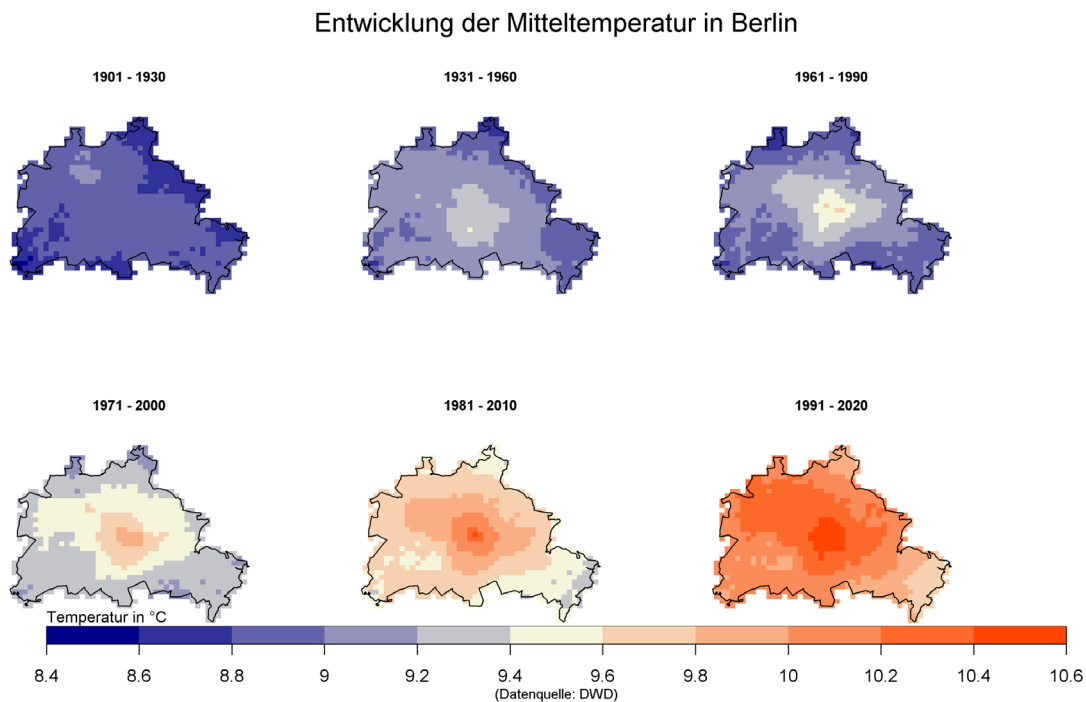 Entwicklung der Mitteltemperatur in Berlin
1901 - 1930
1931 - 1960
1961 - 1990
1971 - 2000
1981 - 2010
1991 - 2020
Temperatur in °C
8.4 8.6 8.8 9 9.2 9.4 9.6 9.8 10 10.2 10.4 10.6
(Datenquelle: DWD)